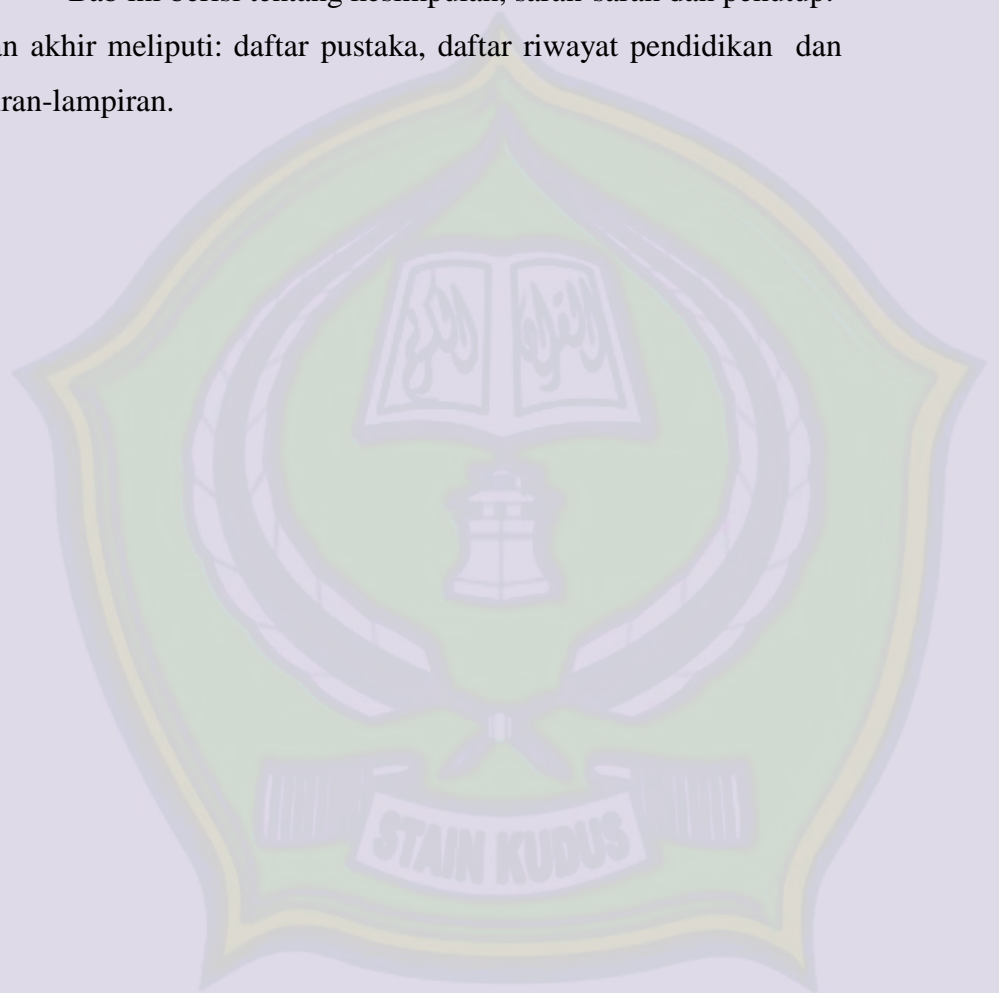 Bab ini berisi tentang kesimpulan, saran-saran dan penutup.
an akhir meliputi: daftar pustaka, daftar riwayat pendidikan dan
iran-lampiran.
STAIN KUDUS